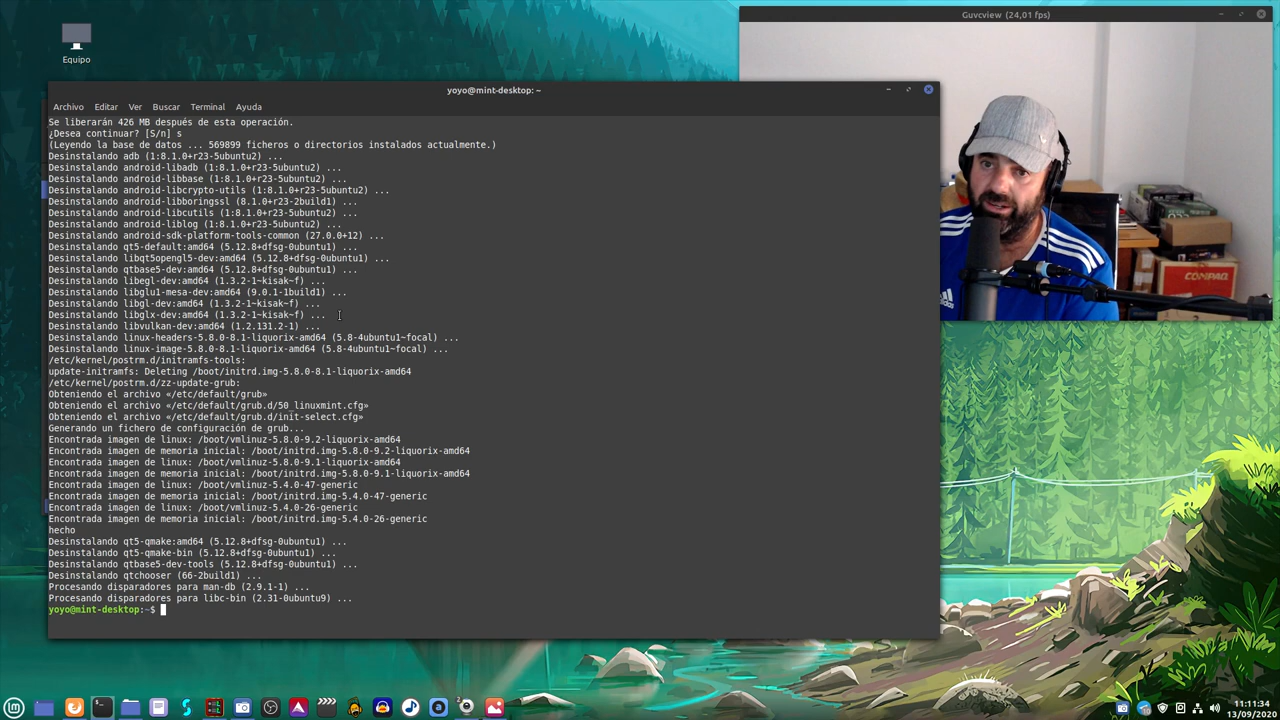 Guvcview (24,01 fps)
Equipo
yoyo@mint-desktop: ~
Archivo Editar Ver Buscar Terminal Ayuda
Se liberarán 426 MB después de esta operación.
¿Desea continuar? [S/n] s
(Leyendo la base de datos ... 569899 ficheros o directorios instalados actualmente.)
Desinstalando adb (1:8.1.0+r23-5ubuntu2) ...
Desinstalando android-libadb (1:8.1.0+r23-5ubuntu2) ...
Desinstalando android-libbase (1:8.1.0+r23-5ubuntu2) ...
Desinstalando android-libcrypto-utils (1:8.1.0+r23-5ubuntu2) ...
Desinstalando android-libboringssl (8.1.0+r23-2build1) ...
Desinstalando android-libcutils (1:8.1.0+r23-5ubuntu2) ...
Desinstalando android-liblog (1:8.1.0+r23-5ubuntu2) ...
Desinstalando android-sdk-platform-tools-common (27.0.0+12) ...
Desinstalando qt5-default:amd64 (5.12.8+dfsg-0ubuntu1) ...
Desinstalando libqt5opengl5-dev:amd64 (5.12.8+dfsg-0ubuntu1) ...
Desinstalando qtbase5-dev:amd64 (5.12.8+dfsg-0ubuntu1) ...
Desinstalando libegl-dev:amd64 (1.3.2-1~kisak~f) ...
Desinstalando libglu1-mesa-dev:amd64 (9.0.1-1build1) ...
Desinstalando libgl-dev:amd64 (1.3.2-1~kisak~f) ...
Desinstalando libglx-dev:amd64 (1.3.2-1~kisak~f) ...
Desinstalando libvulkan-dev:amd64 (1.2.131.2-1) ...
Desinstalando linux-headers-5.8.0-8.1-liquorix-amd64 (5.8-4ubuntu1~focal) ...
Desinstalando linux-image-5.8.0-8.1-liquorix-amd64 (5.8-4ubuntu1~focal) ...
/etc/kernel/postrm.d/initramfs-tools:
update-initramfs: Deleting /boot/initrd.img-5.8.0-8.1-liquorix-amd64
/etc/kernel/postrm.d/zz-update-grub:
Obteniendo el archivo «/etc/default/grub»
Obteniendo el archivo «/etc/default/grub.d/50_linuxmint.cfg»
Obteniendo el archivo «/etc/default/grub.d/init-select.cfg»
Generando un fichero de configuración de grub...
Encontrada imagen de linux: /boot/vmlinuz-5.8.0-9.2-liquorix-amd64
Encontrada imagen de memoria inicial: /boot/initrd.img-5.8.0-9.2-liquorix-amd64
Encontrada imagen de linux: /boot/vmlinuz-5.8.0-9.1-liquorix-amd64
Encontrada imagen de memoria inicial: /boot/initrd.img-5.8.0-9.1-liquorix-amd64
Encontrada imagen de linux: /boot/vmlinuz-5.4.0-47-generic
Encontrada imagen de memoria inicial: /boot/initrd.img-5.4.0-47-generic
Encontrada imagen de linux: /boot/vmlinuz-5.4.0-26-generic
Encontrada imagen de memoria inicial: /boot/initrd.img-5.4.0-26-generic
hecho
Desinstalando qt5-qmake:amd64 (5.12.8+dfsg-0ubuntu1) ...
Desinstalando qt5-qmake-bin (5.12.8+dfsg-0ubuntu1) ...
Desinstalando qtbase5-dev-tools (5.12.8+dfsg-0ubuntu1) ...
Desinstalando qtchooser (66-2build1) ...
Procesando disparadores para man-db (2.9.1-1) ...
Procesando disparadores para libc-bin (2.31-0ubuntu9) ...
yoyo@mint-desktop:~$
COMPAQ
11:11:34
13/09/2020